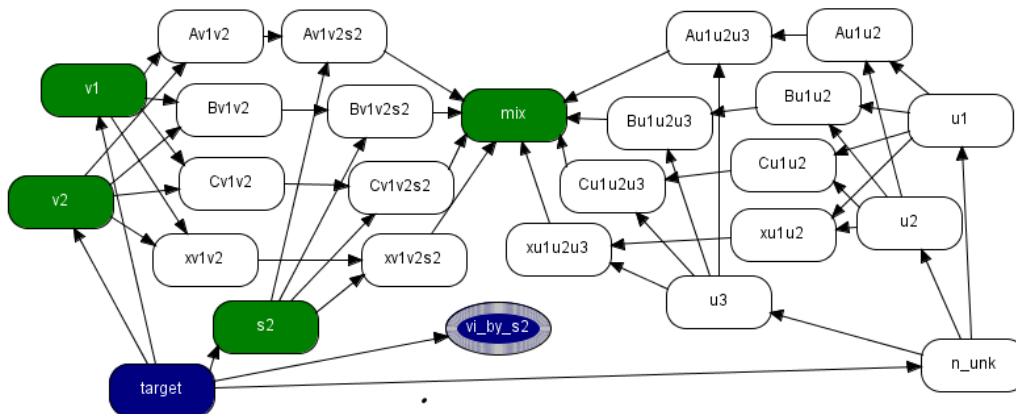 Av1v2
Av1v2s2
Au1u2u3
Au1u2
v1
Bv1v2
Bv1v2s2
mix
Bu1u2u3
Bu1u2
u1
v2
Cv1v2
Cv1v2s2
Cu1u2u3
Cu1u2
xv1v2
xv1v2s2
xu1u2u3
xu1u2
u2
s2
vi_by_s2
u3
target
n_unk